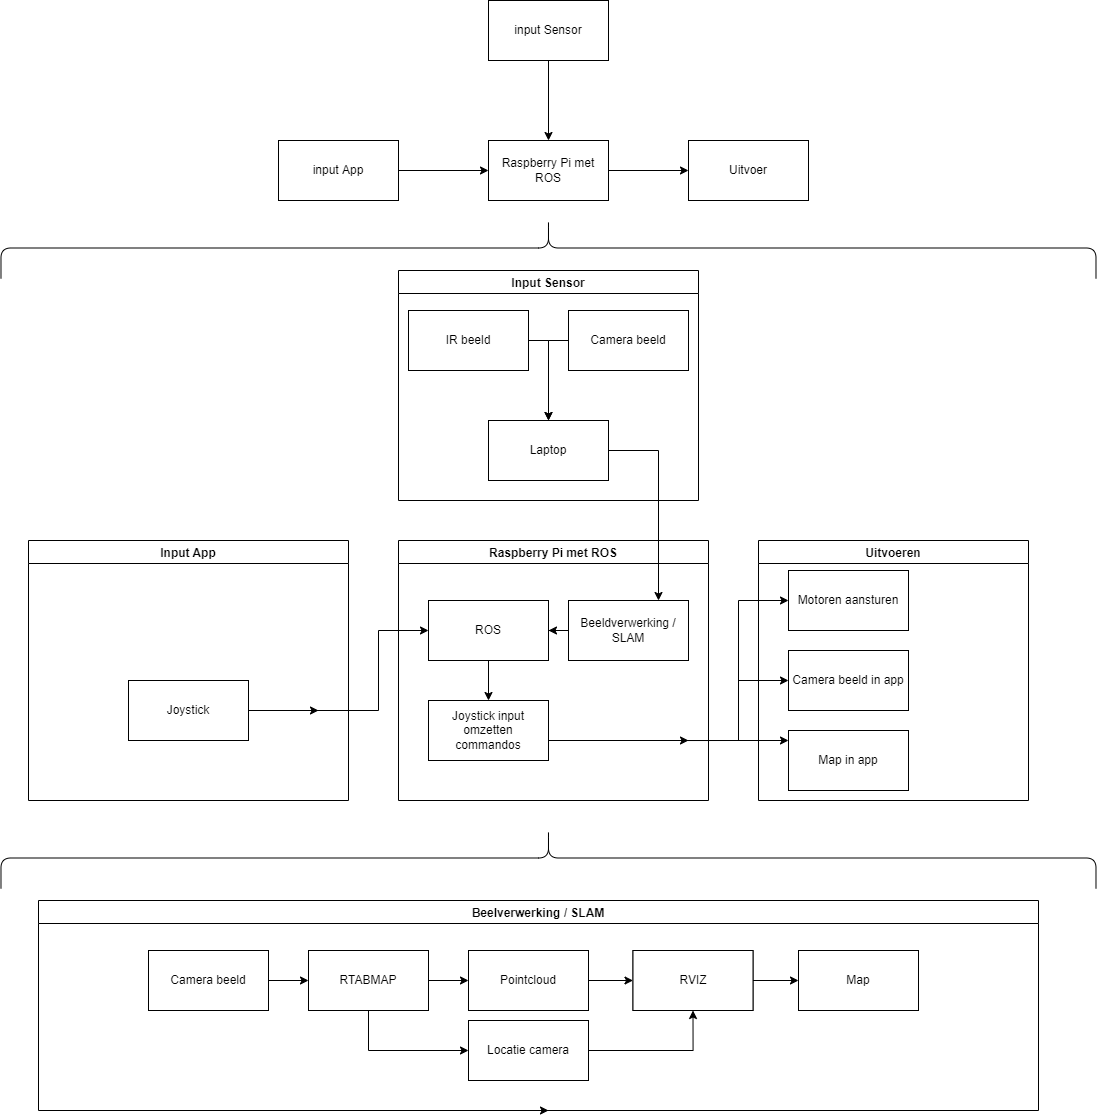 input Sensor
input App
Raspberry Pi met
ROS
Uitvoer
Input Sensor
IR beeld
Camera beeld
Laptop
Input App
Joystick
Raspberry Pi met ROS
ROS
Beeldverwerking /
SLAM
Joystick input
omzetten
commandos
Uitvoeren
Motoren aansturen
Camera beeld in app
Map in app
Beelverwerking / SLAM
Camera beeld
RTABMAP
Pointcloud
RVIZ
Map
Locatie camera